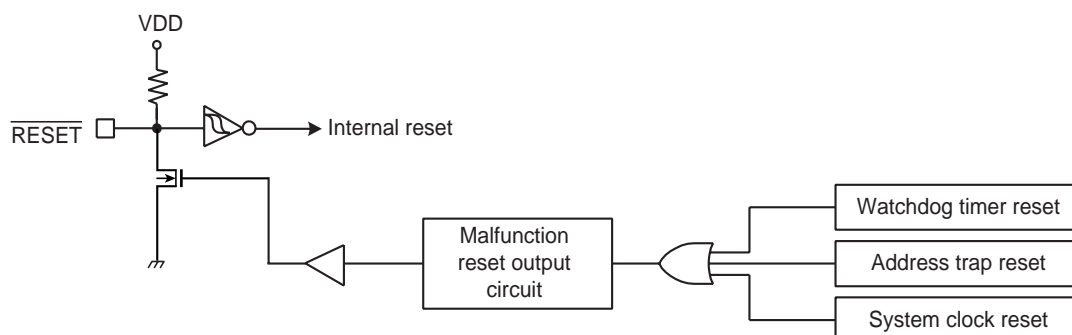 VDD
RESET
Internal reset
Malfunction
reset output
circuit
Watchdog timer reset
Address trap reset
System clock reset